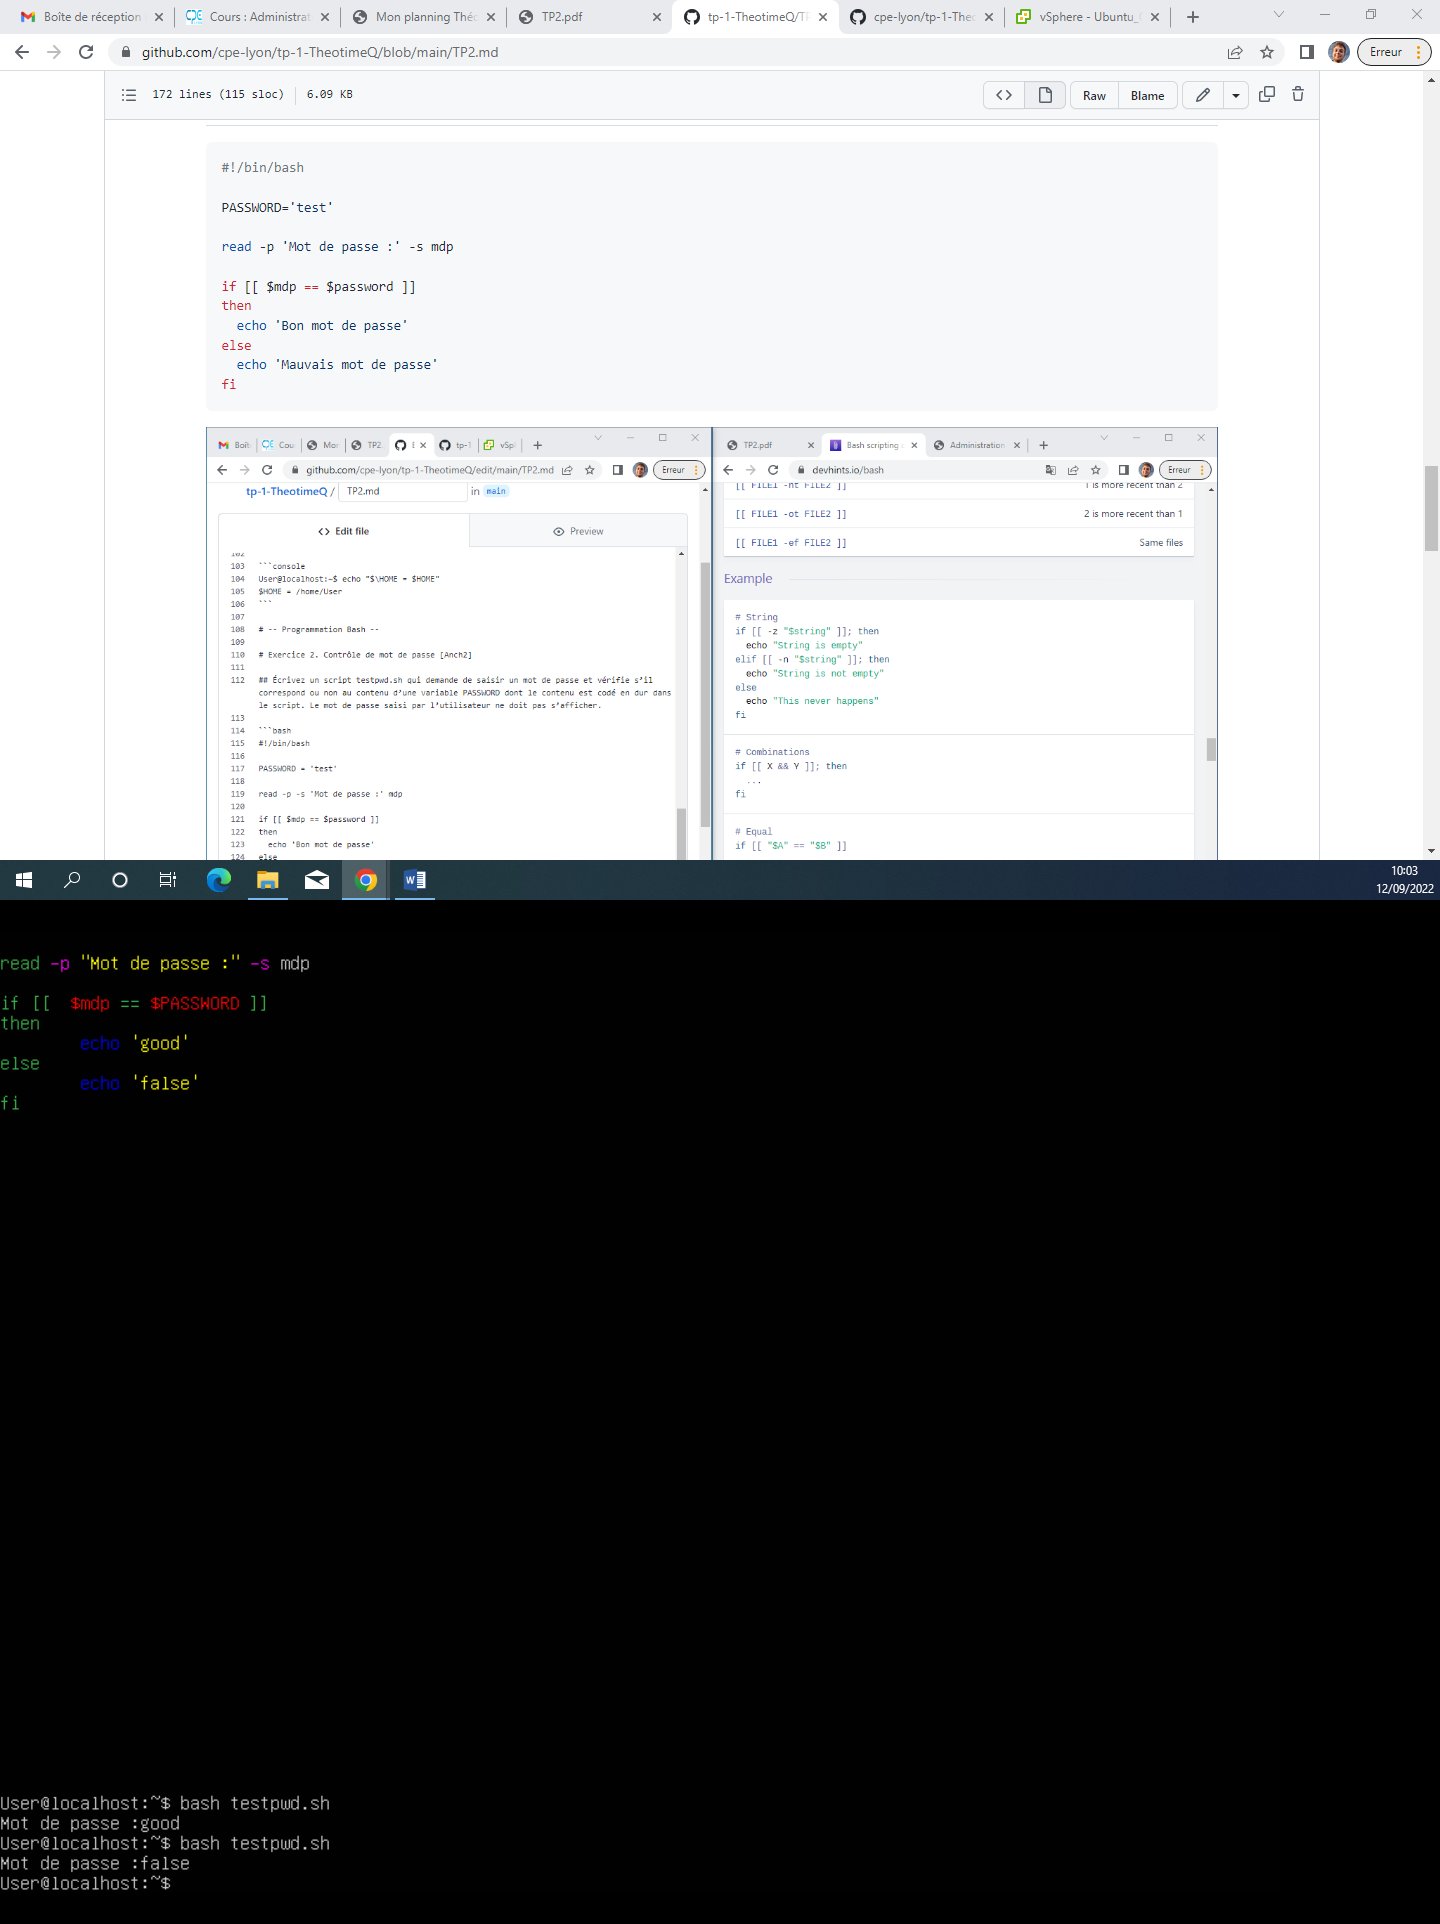 Boîte de réception
Cours : Administrat
Mon planning Théo
TP2.pdf
tp-1-TheotimeQ/TP
cpe-lyon/tp-1-Theo
vSphere - Ubuntu_
github.com/cpe-lyon/tp-1-TheotimeQ/blob/main/TP2.md
Erreur
172 lines (115 sloc) 6.09 KB
Raw
Blame
#!/bin/bash
PASSWORD='test'
read -p 'Mot de passe :' -s mdp
if [[ $mdp == $password ]]
then
echo 'Bon mot de passe'
else
echo 'Mauvais mot de passe'
fi
Boît
Cou
Mor
TP2.
E
tp-1
vSp
github.com/cpe-lyon/tp-1-TheotimeQ/edit/main/TP2.md
Erreur
tp-1-TheotimeQ / TP2.md in main
<> Edit file
Preview
102
103 ```console
104 User@localhost:~$ echo "$\HOME = $HOME"
105 $HOME = /home/User
106 ```
107
108 # -- Programmation Bash --
109
110 # Exercice 2. Contrôle de mot de passe [Anch2]
111
112 ## Écrivez un script testpwd.sh qui demande de saisir un mot de passe et vérifie s’il
correspond ou non au contenu d’une variable PASSWORD dont le contenu est codé en dur dans
le script. Le mot de passe saisi par l’utilisateur ne doit pas s’afficher.
113
114 ```bash
115 #!/bin/bash
116
117 PASSWORD = 'test'
118
119 read -p -s 'Mot de passe :' mdp
120
121 if [[ $mdp == $password ]]
122 then
123 echo 'Bon mot de passe'
124 else
TP2.pdf
Bash scripting c
Administration
devhints.io/bash
Erreur
[[ FILE1 -nt FILE2 ]] 1 is more recent than 2
[[ FILE1 -ot FILE2 ]] 2 is more recent than 1
[[ FILE1 -ef FILE2 ]] Same files
Example
# String
if [[ -z "$string" ]]; then
echo "String is empty"
elif [[ -n "$string" ]]; then
echo "String is not empty"
else
echo "This never happens"
fi
# Combinations
if [[ X && Y ]]; then
...
fi
# Equal
if [[ "$A" == "$B" ]]
10:03
12/09/2022
read -p "Mot de passe :" -s mdp
if [[  $mdp == $PASSWORD ]]
then
echo 'good'
else
echo 'false'
fi
User@localhost:~$ bash testpwd.sh
Mot de passe :good
User@localhost:~$ bash testpwd.sh
Mot de passe :false
User@localhost:~$